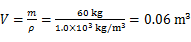 V = m/ρ = 60 kg / 1.0×10³ kg/m³ = 0.06 m³